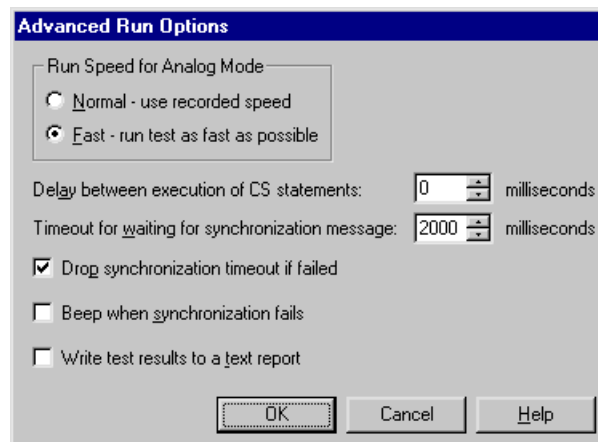 Advanced Run Options
Run Speed for Analog Mode
Normal - use recorded speed
Fast - run test as fast as possible
Delay between execution of CS statements: 0 milliseconds
Timeout for waiting for synchronization message: 2000 milliseconds
Drop synchronization timeout if failed
Beep when synchronization fails
Write test results to a text report
OK Cancel Help